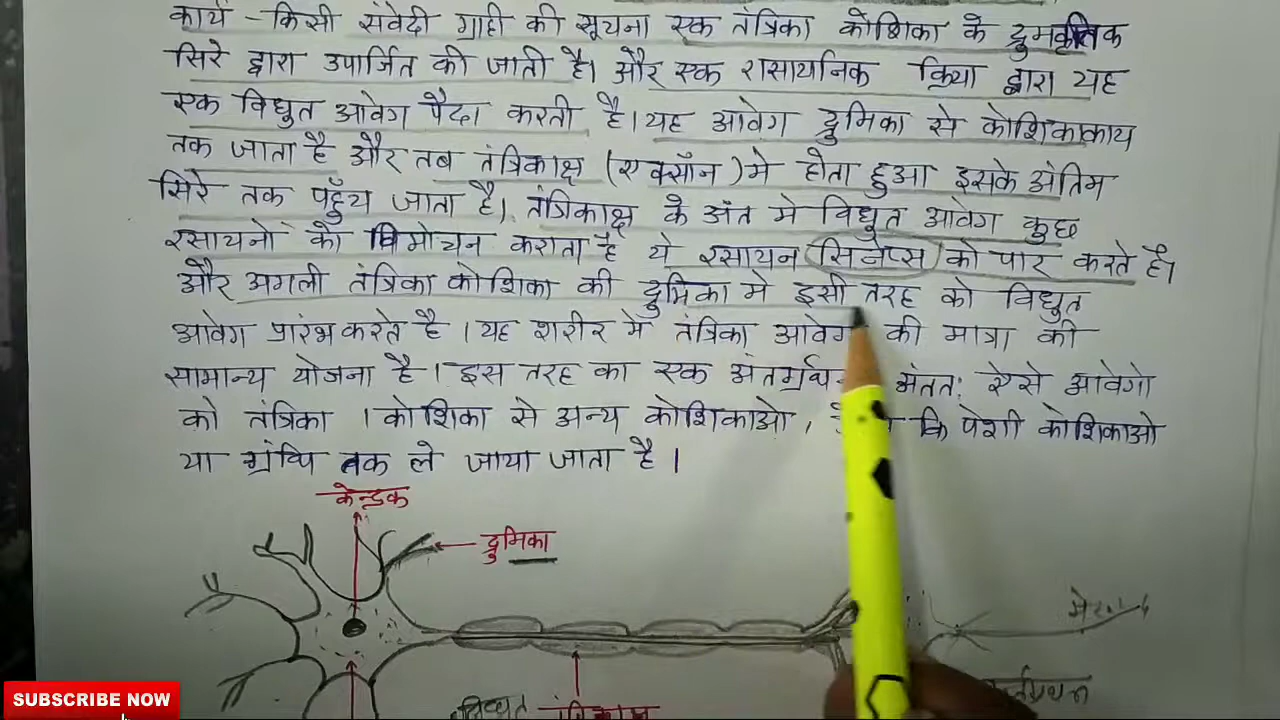 कार्य - किसी संवेदी ग्राही की सूचना एक तंत्रिका कोशिका के द्रुमकृतिक
सिरे द्वारा उपार्जित की जाती है। और एक रासायनिक क्रिया द्वारा यह
एक विद्युत आवेग पैदा करती है। यह आवेग द्रुमिका से कोशिकाकाय
तक जाता है और तब तंत्रिकाक्ष (एक्सॉन) मे होता हुआ इसके अंतिम
सिरे तक पहुँच जाता है। तंत्रिकाक्ष के अंत मे विद्युत आवेग कुछ
रसायनो का विमोचन कराता है ये रसायन सिनेप्स को पार करते है।
और अगली तंत्रिका कोशिका की द्रुमिका मे इसी तरह को विद्युत
आवेग प्रारंभ करते है। यह शरीर में तंत्रिका आवेग की मात्रा की
सामान्य योजना है। इस तरह का एक अंततः ऐसे आवेगो
को तंत्रिका । कोशिका से अन्य कोशिकाओ, कि पेशी कोशिकाओ
या ग्रंथि तक ले जाया जाता है।
केन्द्रक
द्रुमिका
SUBSCRIBE NOW